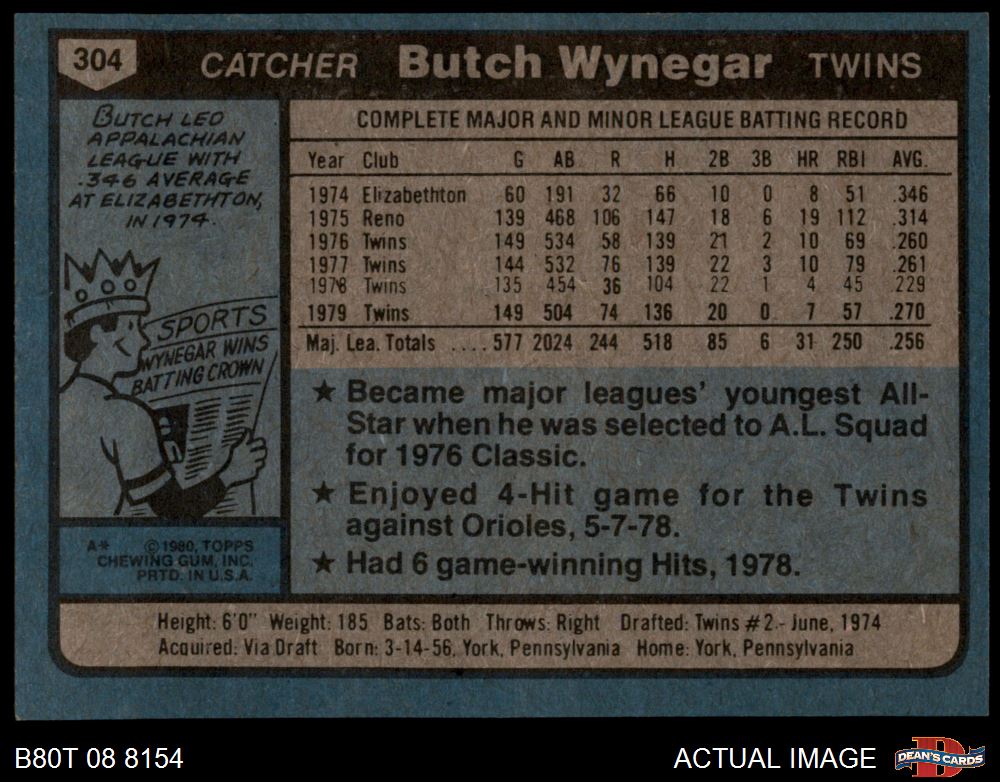 304 CATCHER Butch Wynegar TWINS
BUTCH LED
APPALACHIAN
LEAGUE WITH
.346 AVERAGE
AT ELIZABETHTON,
IN 1974.
SPORTS
WYNEGAR WINS
BATTING CROWN
A* © 1980, TOPPS
CHEWING GUM, INC.
PRTD. IN U.S.A.
COMPLETE MAJOR AND MINOR LEAGUE BATTING RECORD
Year Club G AB R H 2B 3B HR RBI AVG.
1974 Elizabethton 60 191 32 66 10 0 8 51 .346
1975 Reno 139 468 106 147 18 6 19 112 .314
1976 Twins 149 534 58 139 21 2 10 69 .260
1977 Twins 144 532 76 139 22 3 10 79 .261
1978 Twins 135 454 36 104 22 1 4 45 .229
1979 Twins 149 504 74 136 20 0 7 57 .270
Maj. Lea. Totals .... 577 2024 244 518 85 6 31 250 .256
★ Became major leagues' youngest All-
Star when he was selected to A.L. Squad
for 1976 Classic.
★ Enjoyed 4-Hit game for the Twins
against Orioles, 5-7-78.
★ Had 6 game-winning Hits, 1978.
Height: 6'0" Weight: 185 Bats: Both Throws: Right Drafted: Twins #2 - June, 1974
Acquired: Via Draft Born: 3-14-56, York, Pennsylvania Home: York, Pennsylvania
B80T 08 8154 ACTUAL IMAGE DEAN'S CARDS